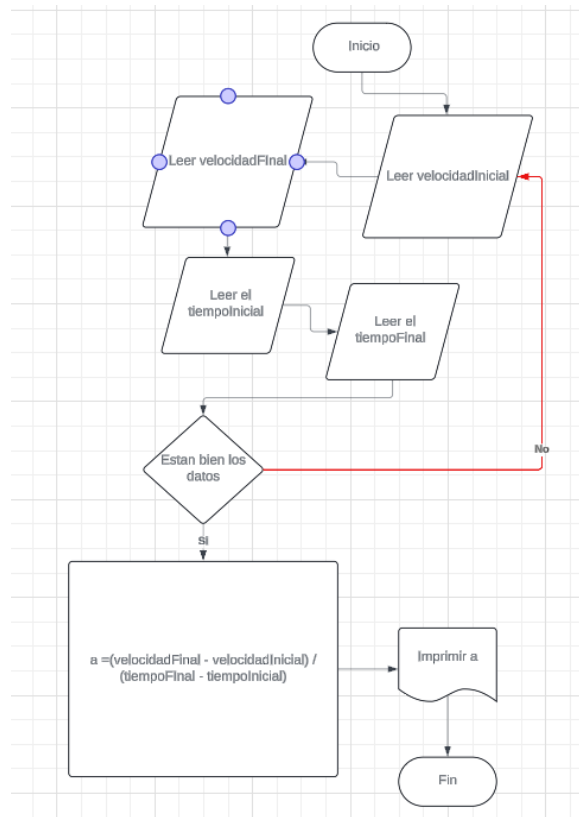 Inicio
Leer velocidadInicial
Leer velocidadFinal
Leer el
tiempoInicial
Leer el
tiempoFinal
Estan bien los
datos
No
Si
a =(velocidadFinal - velocidadInicial) /
(tiempoFinal - tiempoInicial)
Imprimir a
Fin